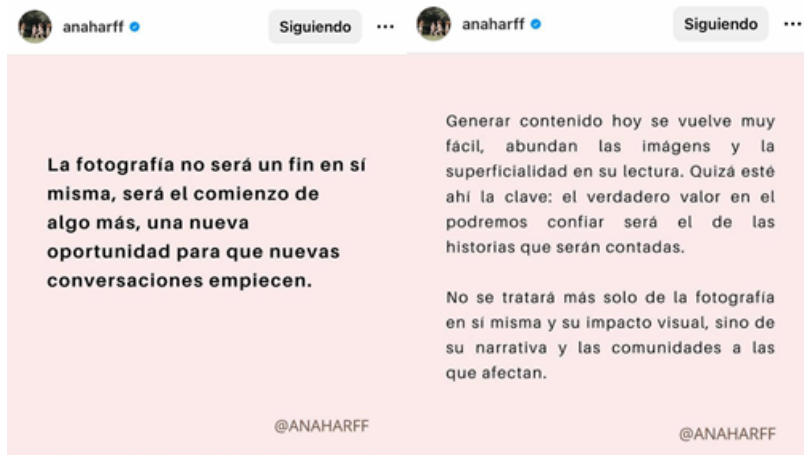 anaharff
Siguiendo
La fotografía no será un fin en sí
misma, será el comienzo de
algo más, una nueva
oportunidad para que nuevas
conversaciones empiecen.
@ANAHARFF
anaharff
Siguiendo
Generar contenido hoy se vuelve muy
fácil, abundan las imágens y la
superficialidad en su lectura. Quizá esté
ahí la clave: el verdadero valor en el
podremos confiar será el de las
historias que serán contadas.
No se tratará más solo de la fotografía
en sí misma y su impacto visual, sino de
su narrativa y las comunidades a las
que afectan.
@ANAHARFF